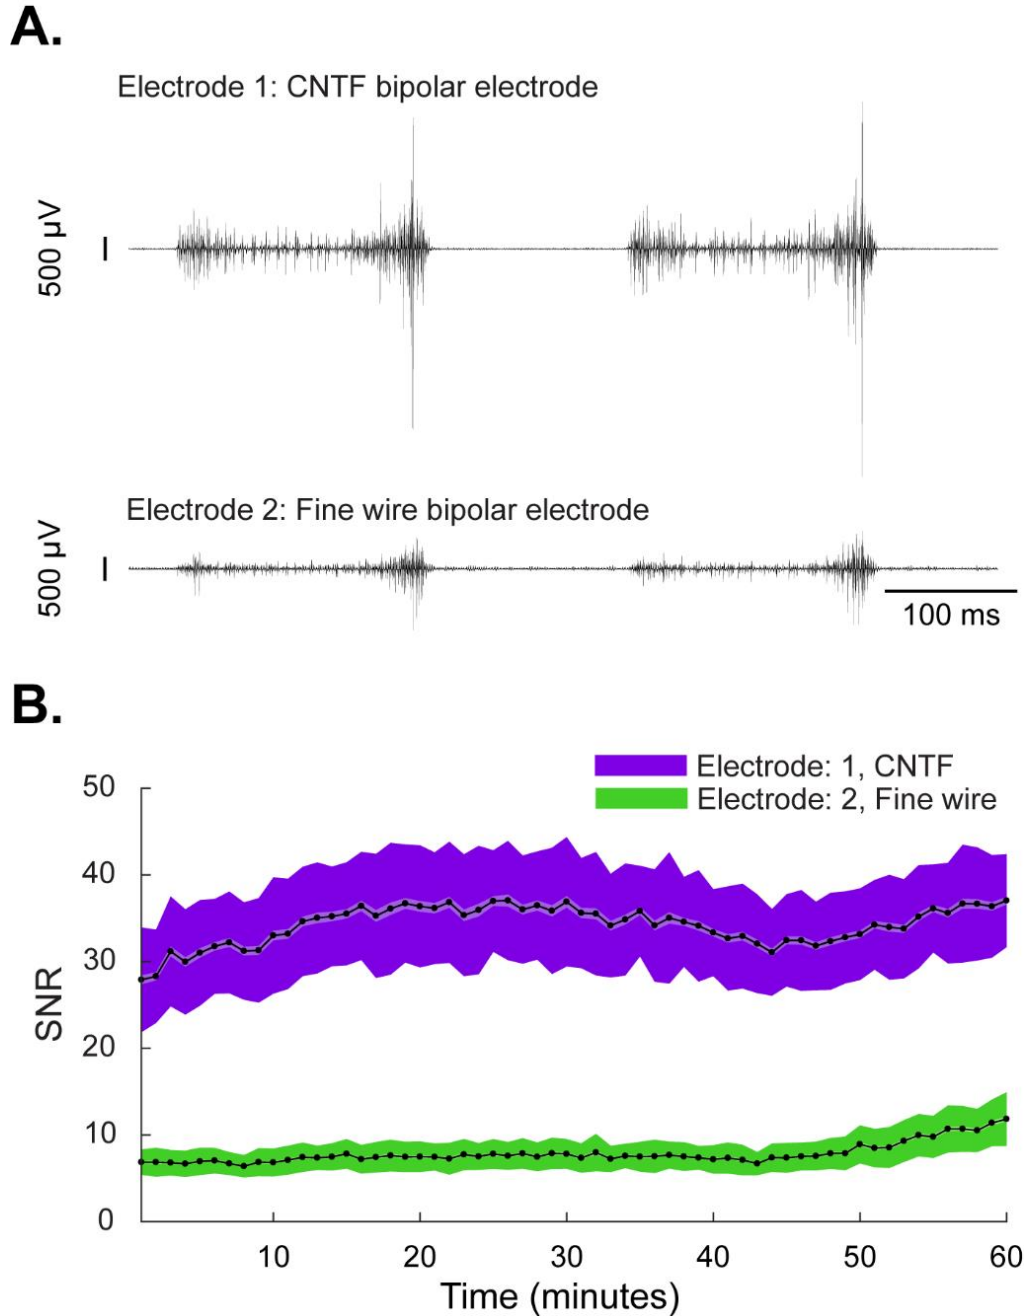 A.
Electrode 1: CNTF bipolar electrode
500 µV
Electrode 2: Fine wire bipolar electrode
500 µV
100 ms
B.
Electrode: 1, CNTF
Electrode: 2, Fine wire
50
40
30
20
10
0
SNR
10 20 30 40 50 60
Time (minutes)